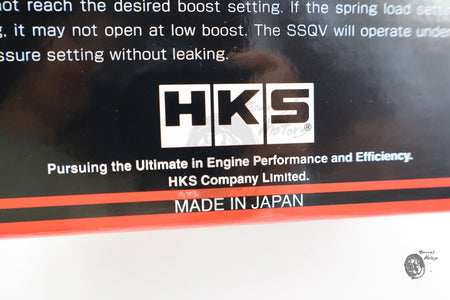 not reach the desired boost setting. If the spring load
, it may not open at low boost. The SSQV will operate
ssure setting without leaking.
HKS®
Pursuing the Ultimate in Engine Performance and Efficiency.
HKS Company Limited.
MADE IN JAPAN